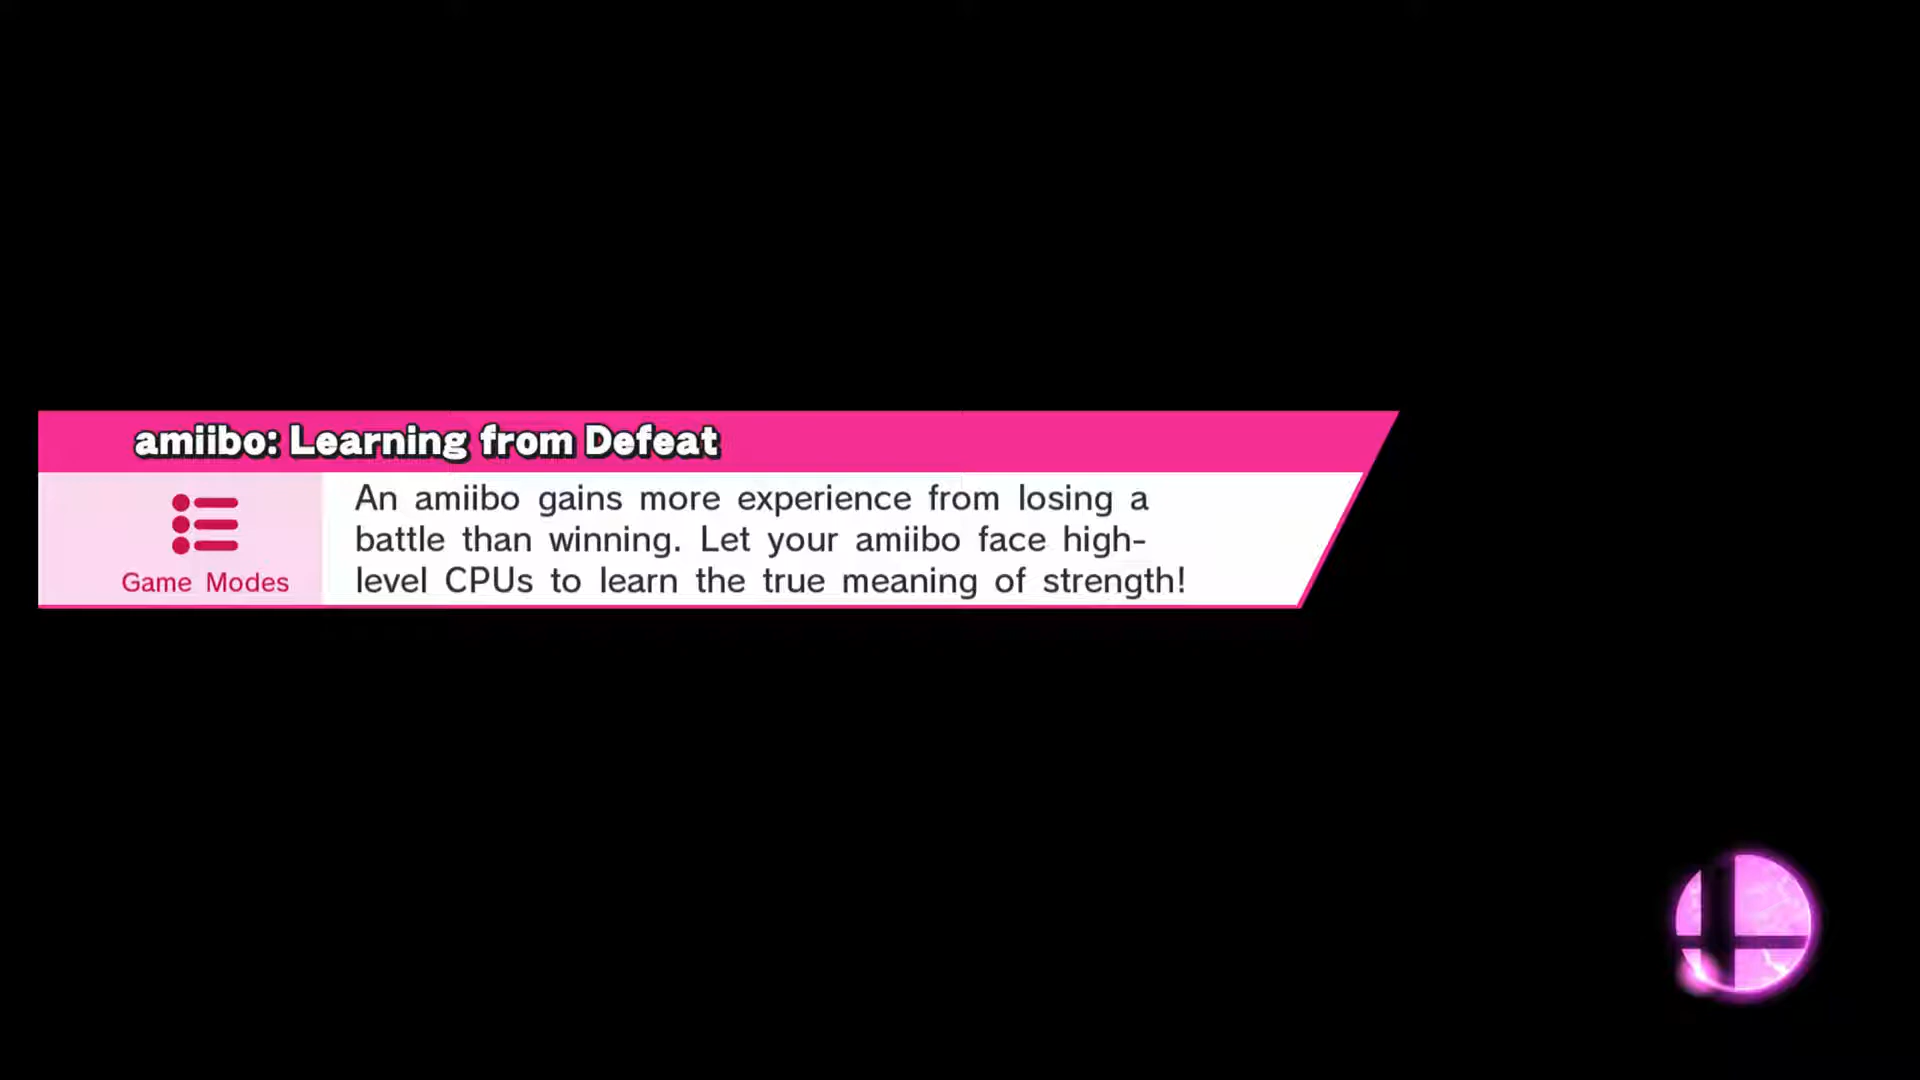 amiibo: Learning from Defeat
Game Modes
An amiibo gains more experience from losing a
battle than winning. Let your amiibo face high-
level CPUs to learn the true meaning of strength!